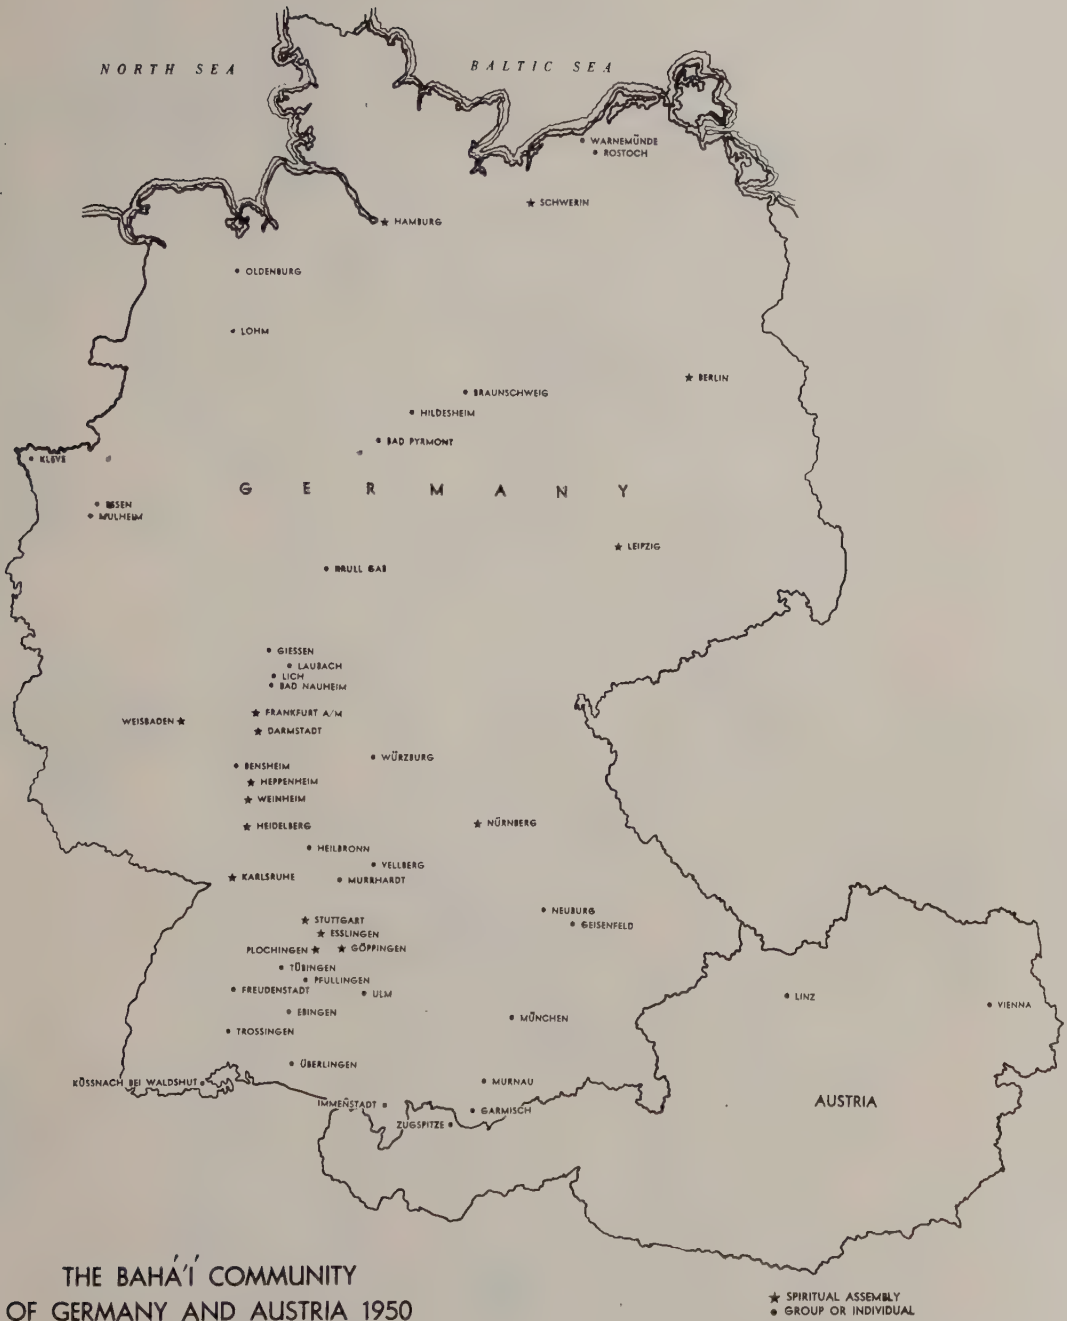 NORTH SEA
BALTIC SEA
WARNEMÜNDE
ROSTOCH
SCHWERIN
HAMBURG
OLDENBURG
LOHM
BERLIN
BRAUNSCHWEIG
HILDESHEIM
BAD PYRMONT
KLEVE
GERMANY
ESSEN
MULHEIM
LEIPZIG
GIESSEN
LAUBACH
LICH
BAD NAUHEIM
FRANKFURT A/M
WEISBADEN
DARMSTADT
WÜRZBURG
BENSHEIM
HEPPENHEIM
WEINHEIM
HEIDELBERG
NÜRNBERG
HEILBRONN
VELLBERG
KARLSRUHE
MURRHARDT
NEUBURG
STUTTGART
GEISENFELD
ESSLINGEN
PLOCHINGEN
GÖPPINGEN
TÜBINGEN
PFULLINGEN
FREUDENSTADT
ULM
LINZ
VIENNA
EBINGEN
MÜNCHEN
TROSSINGEN
ÜBERLINGEN
KÜSSNACH BEI WALDSHUT
MURNAU
AUSTRIA
IMMENSTADT
GARMISCH
ZUGSPITZE
THE BAHÁ'Í COMMUNITY
OF GERMANY AND AUSTRIA 1950
SPIRITUAL ASSEMBLY
GROUP OR INDIVIDUAL